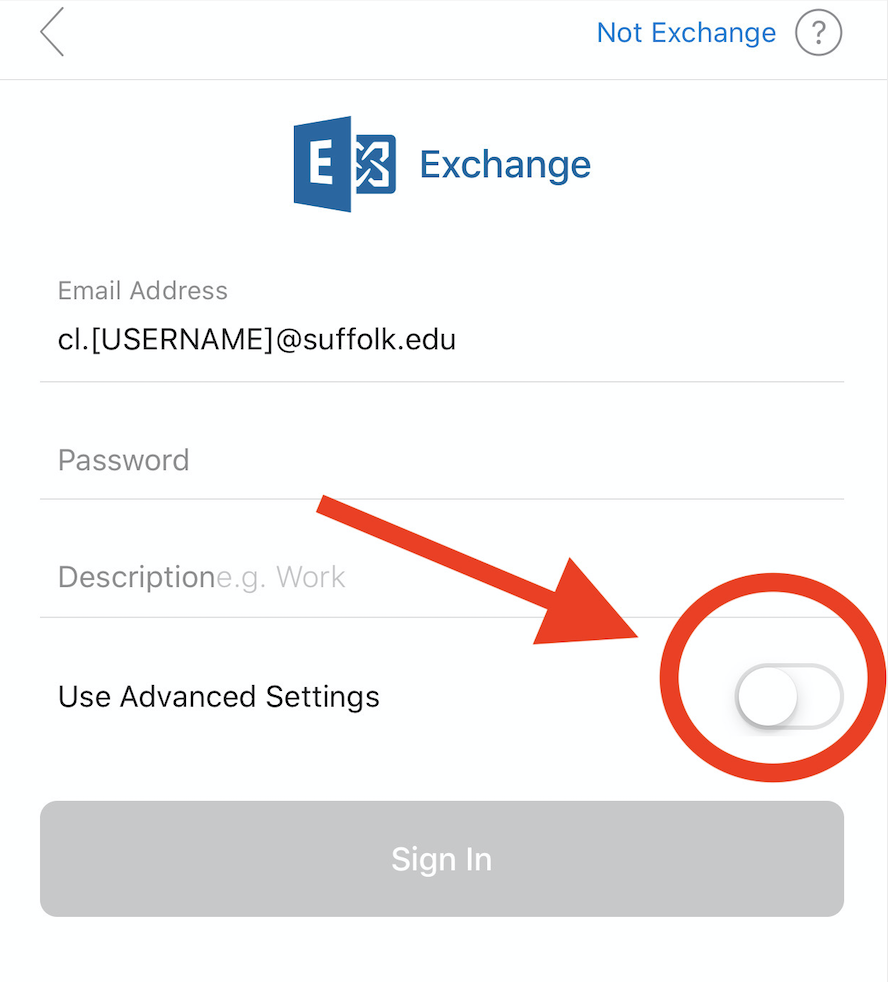 Not Exchange ?
E Exchange
Email Address
cl.[USERNAME]@suffolk.edu
Password
Descriptione.g. Work
Use Advanced Settings
Sign In